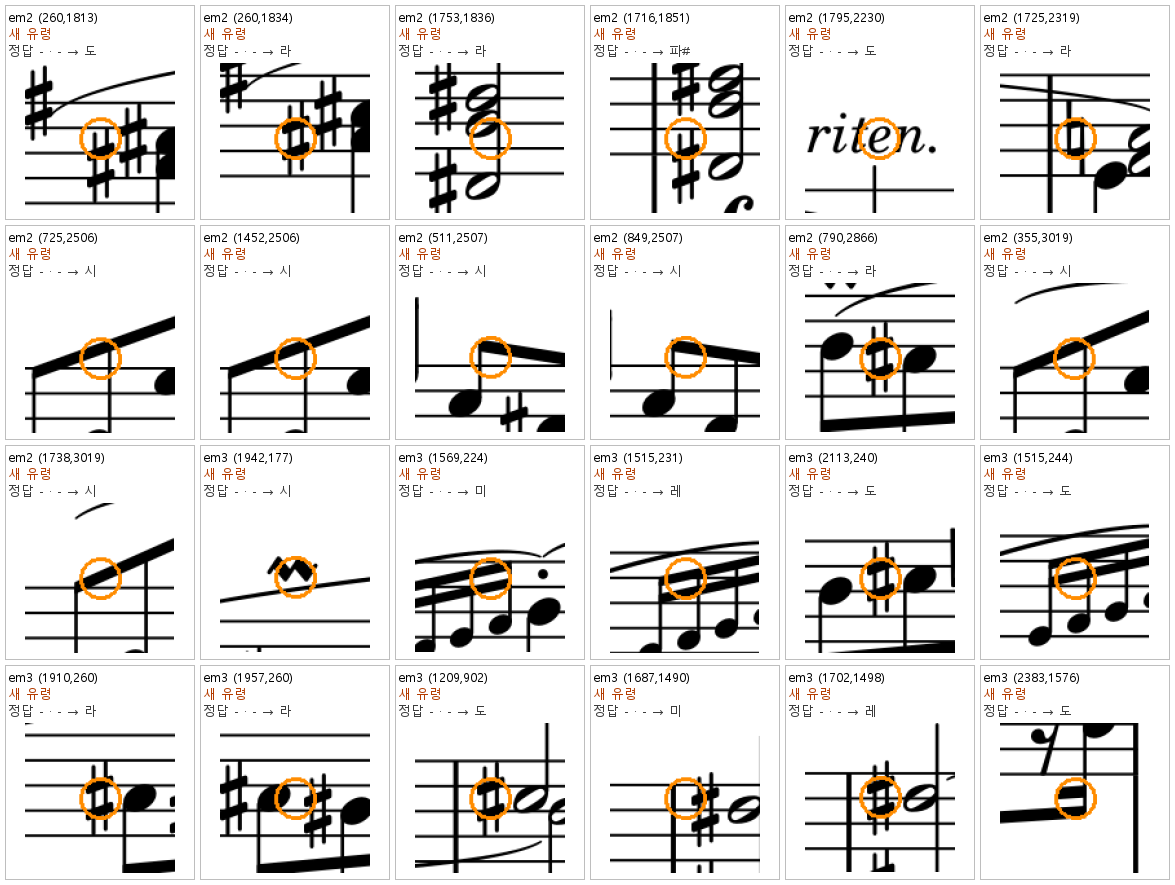 em2 (260,1813)
새 유령
정답 - · - → 도
em2 (260,1834)
새 유령
정답 - · - → 라
em2 (1753,1836)
새 유령
정답 - · - → 라
em2 (1716,1851)
새 유령
정답 - · - → 파#
em2 (1795,2230)
새 유령
정답 - · - → 도
riten.
em2 (1725,2319)
새 유령
정답 - · - → 라
em2 (725,2506)
새 유령
정답 - · - → 시
em2 (1452,2506)
새 유령
정답 - · - → 시
em2 (511,2507)
새 유령
정답 - · - → 시
em2 (849,2507)
새 유령
정답 - · - → 시
em2 (790,2866)
새 유령
정답 - · - → 라
em2 (355,3019)
새 유령
정답 - · - → 시
em2 (1738,3019)
새 유령
정답 - · - → 시
em3 (1942,177)
새 유령
정답 - · - → 시
em3 (1569,224)
새 유령
정답 - · - → 미
em3 (1515,231)
새 유령
정답 - · - → 레
em3 (2113,240)
새 유령
정답 - · - → 도
em3 (1515,244)
새 유령
정답 - · - → 도
em3 (1910,260)
새 유령
정답 - · - → 라
em3 (1957,260)
새 유령
정답 - · - → 라
em3 (1209,902)
새 유령
정답 - · - → 도
em3 (1687,1490)
새 유령
정답 - · - → 미
em3 (1702,1498)
새 유령
정답 - · - → 레
em3 (2383,1576)
새 유령
정답 - · - → 도